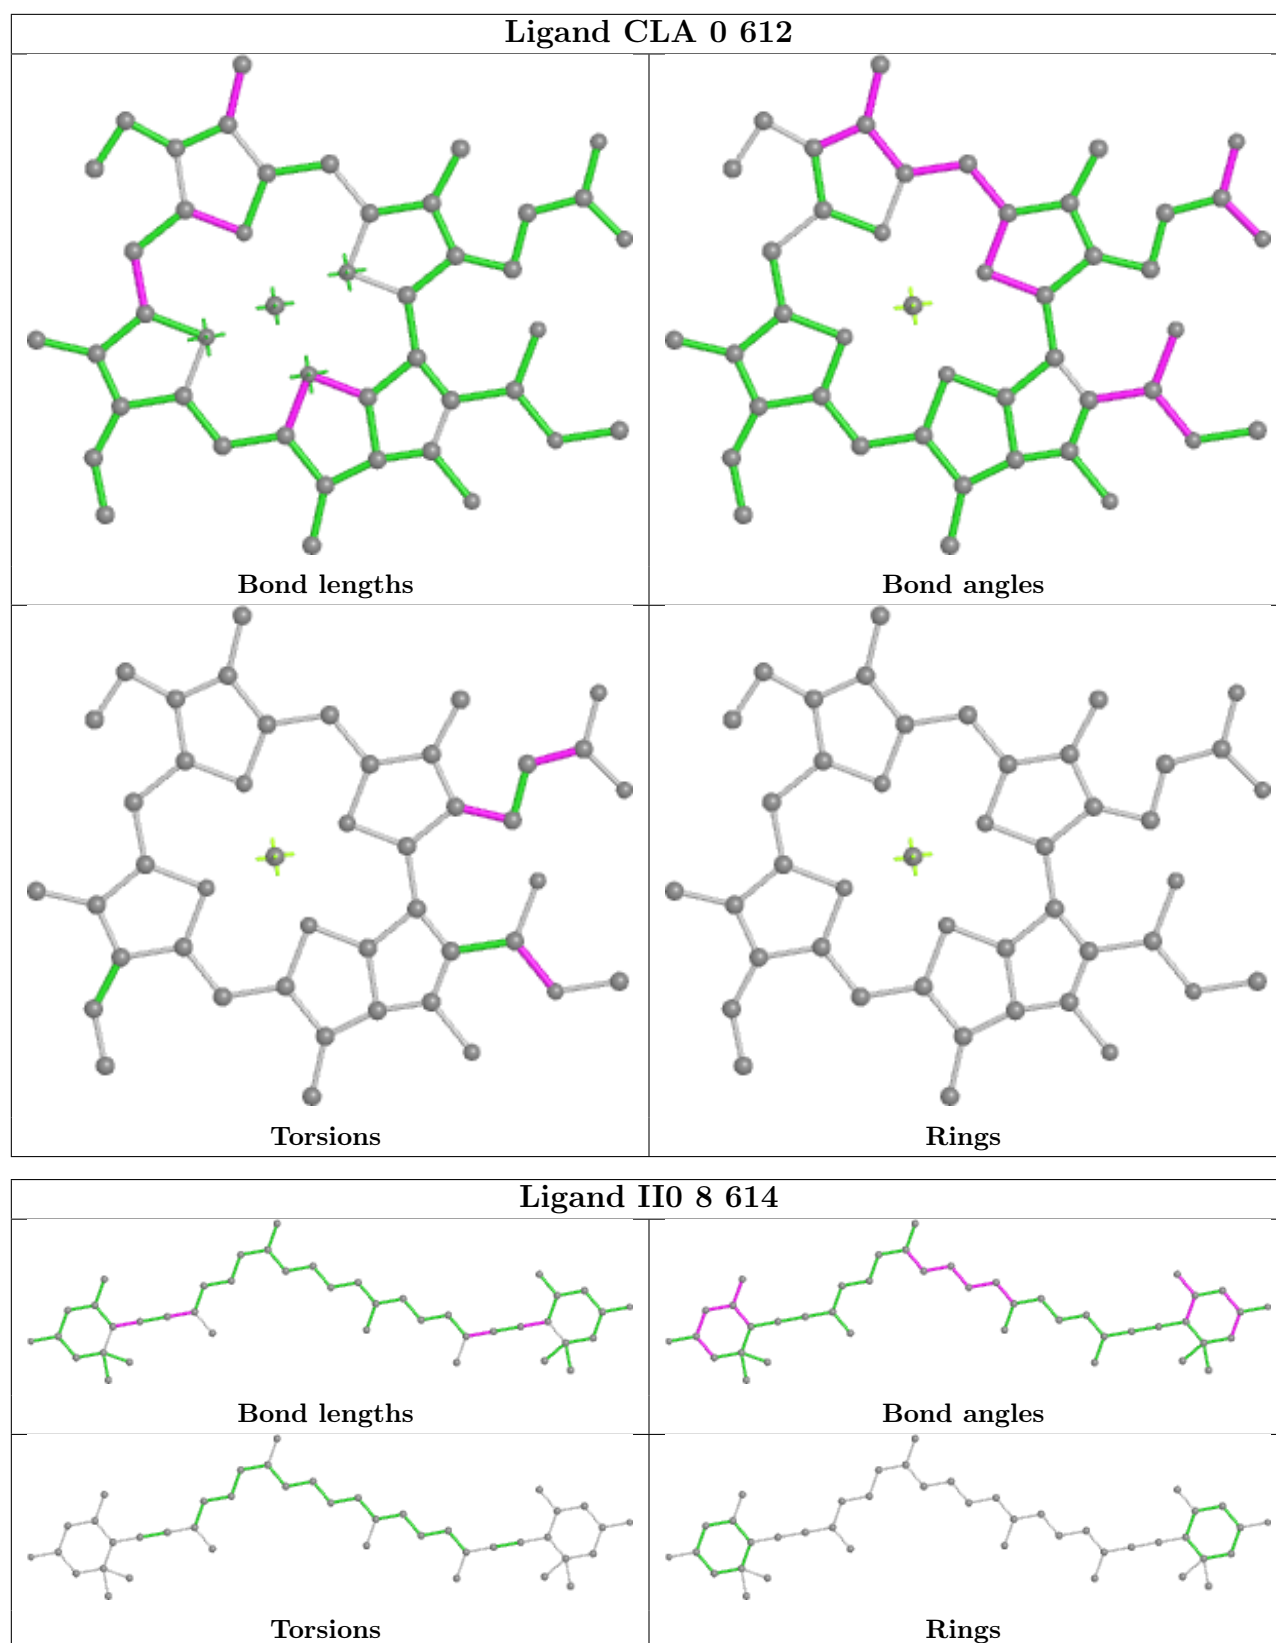 Ligand CLA 0 612
Bond lengths
Bond angles
Torsions
Rings
Ligand II0 8 614
Bond lengths
Bond angles
Torsions
Rings